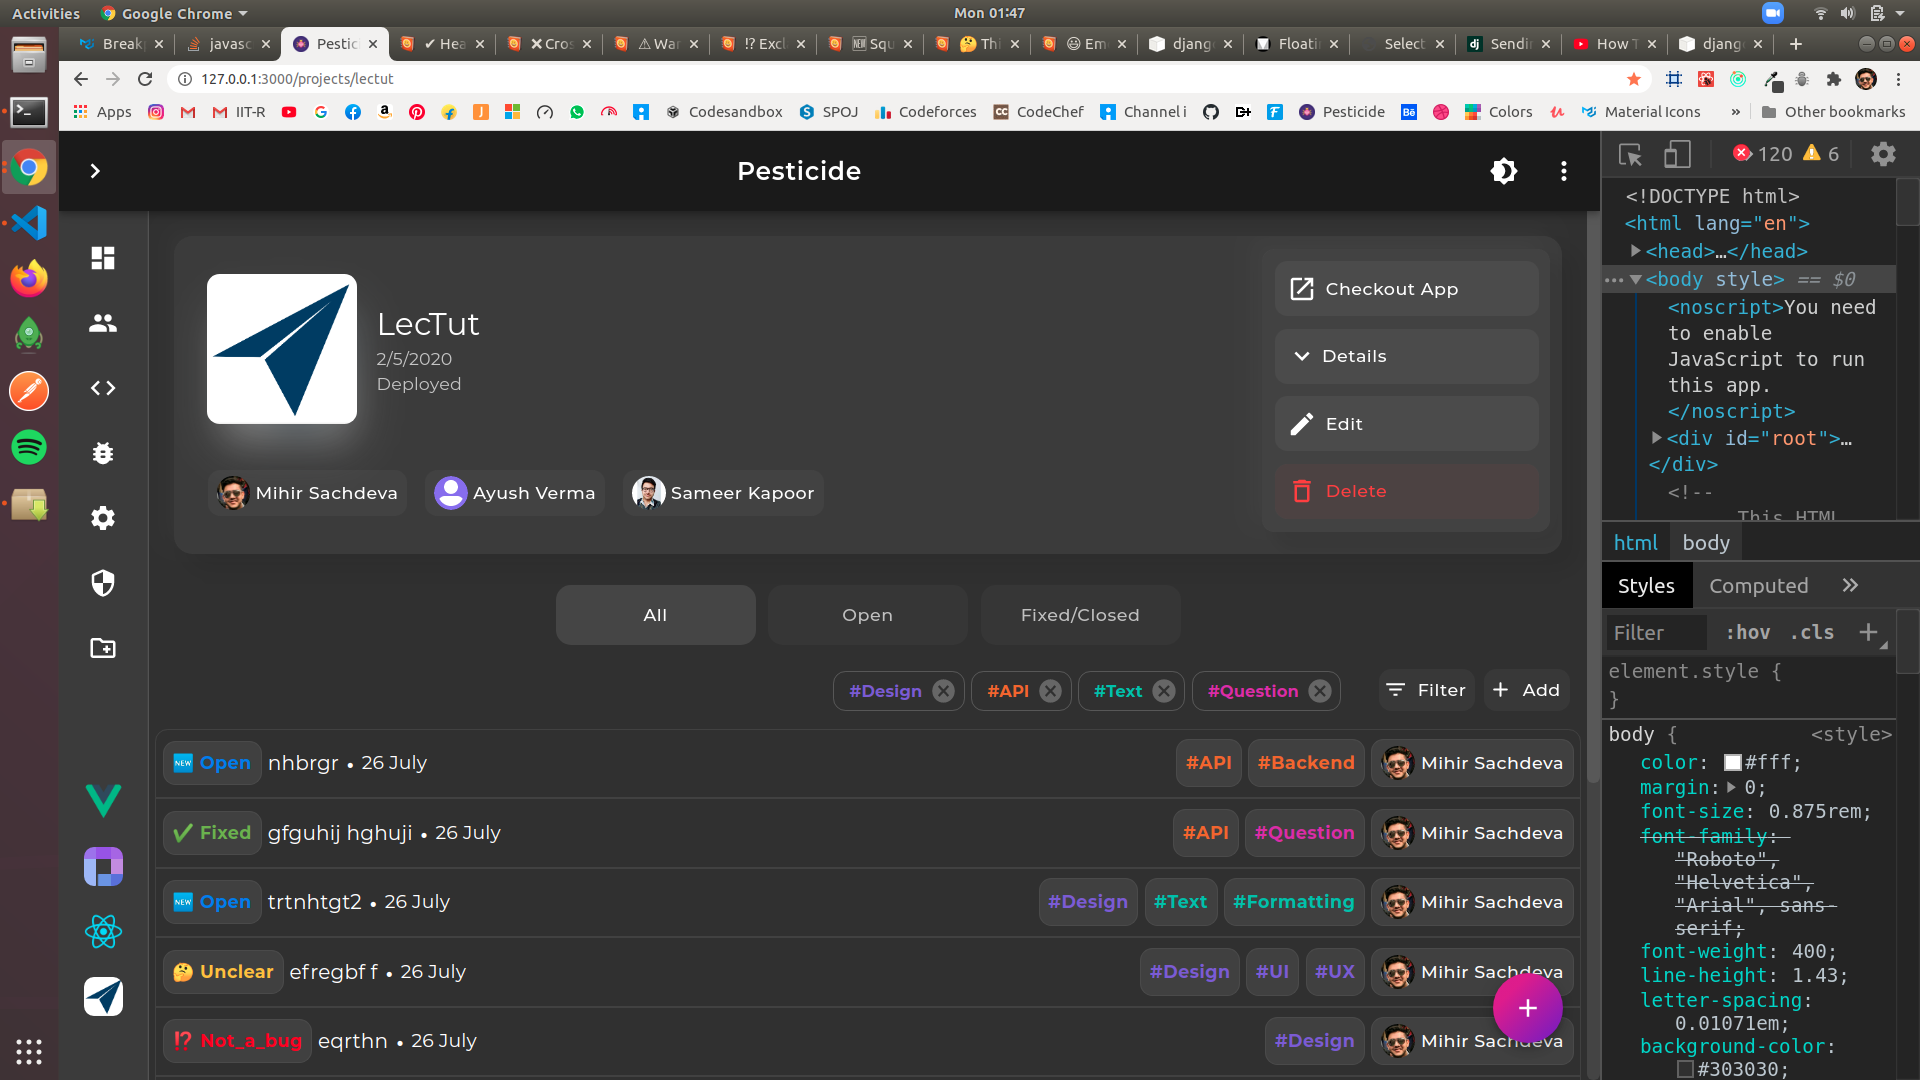 Activities Google Chrome Mon 01:47
Break javasc Pestic ✔ Hea ❌ Cros ⚠ War ⁉ Excl 🆕 Squ 🤔 Thi 😃 Em djang Floati Select Sendi How T djang
127.0.0.1:3000/projects/lectut
Apps IIT-R Codesandbox SPOJ Codeforces CodeChef Channel i Pesticide Colors Material Icons » Other bookmarks
Pesticide
LecTut
2/5/2020
Deployed
Mihir Sachdeva Ayush Verma Sameer Kapoor
Checkout App
Details
Edit
Delete
All Open Fixed/Closed
#Design #API #Text #Question Filter + Add
🆕 Open nhbrgr • 26 July #API #Backend Mihir Sachdeva
✔ Fixed gfguhij hghuji • 26 July #API #Question Mihir Sachdeva
🆕 Open trtnhtgt2 • 26 July #Design #Text #Formatting Mihir Sachdeva
🤔 Unclear efregbf f • 26 July #Design #UI #UX Mihir Sachdeva
⁉ Not_a_bug eqrthn • 26 July #Design Mihir Sachdeva
120 6
<!DOCTYPE html>
<html lang="en">
<head>…</head>
<body style> == $0
<noscript>You need
to enable
JavaScript to run
this app.
</noscript>
<div id="root">…
</div>
<!--
This HTML
html body
Styles Computed »
Filter :hov .cls +
element.style {
}
body { <style>
color: #fff;
margin: 0;
font-size: 0.875rem;
font-family:
"Roboto",
"Helvetica",
"Arial", sans-
serif;
font-weight: 400;
line-height: 1.43;
letter-spacing:
0.01071em;
background-color:
#303030;